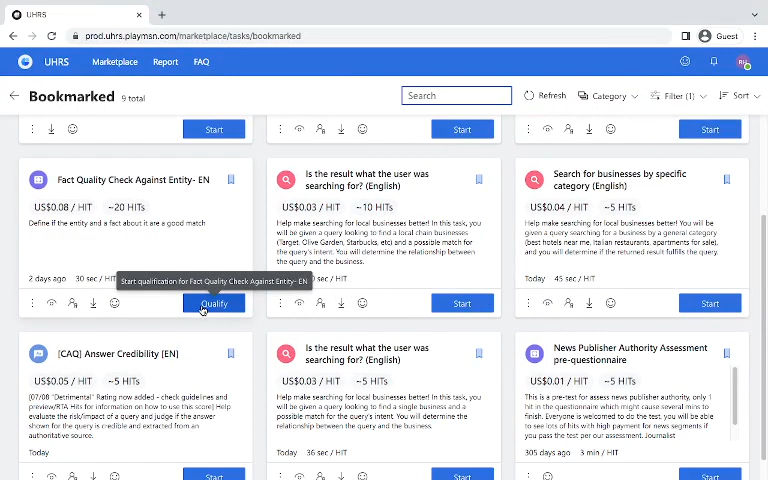 UHRS
prod.uhrs.playmsn.com/marketplace/tasks/bookmarked
Guest
UHRS Marketplace Report FAQ
RH
Bookmarked 9 total
Search
Refresh
Category
Filter (1)
Sort
Start
Start
Start
Fact Quality Check Against Entity- EN
US$0.08 / HIT ~20 HITs
Define if the entity and a fact about it are a good match
2 days ago 30 sec / HIT
Start qualification for Fact Quality Check Against Entity- EN
Qualify
Is the result what the user was
searching for? (English)
US$0.03 / HIT ~10 HITs
Help make searching for local businesses better! In this task, you
will be given a query looking to find a local chain businesses
(Target, Olive Garden, Starbucks, etc) and a possible match for
the query's intent. You will determine the relationship between
the query and the business.
sec / HIT
Start
Search for businesses by specific
category (English)
US$0.04 / HIT ~5 HITs
Help make searching for local businesses better! You will be
given a query searching for a business by a general category
(best hotels near me, Italian restaurants, apartments for sale),
and you will determine if the returned result fulfills the query.
Today 45 sec / HIT
Start
[CAQ] Answer Credibility [EN]
US$0.05 / HIT ~5 HITs
[07/08 "Detrimental" Rating now added - check guidelines and
preview/RTA Hits for information on how to use this score] Help
evaluate the risk/impact of a query and judge if the answer
shown for the query is credible and extracted from an
authoritative source.
Today
Start
Is the result what the user was
searching for? (English)
US$0.03 / HIT ~5 HITs
Help make searching for local businesses better! In this task, you
will be given a query looking to find a single business and a
possible match for the query's intent. You will determine the
relationship between the query and the business.
Today 36 sec / HIT
Start
News Publisher Authority Assessment
pre-questionnaire
US$0.01 / HIT ~5 HITs
This is a pre-test for assess news publisher authority, only 1
hit in the questionnaire which might cause several mins to
finish. Everyone is welcomed to do the test, you will be able
to see lots of hits with high payment for news segments if
you pass the test per our assessment. Journalist
305 days ago 3 min / HIT
Start